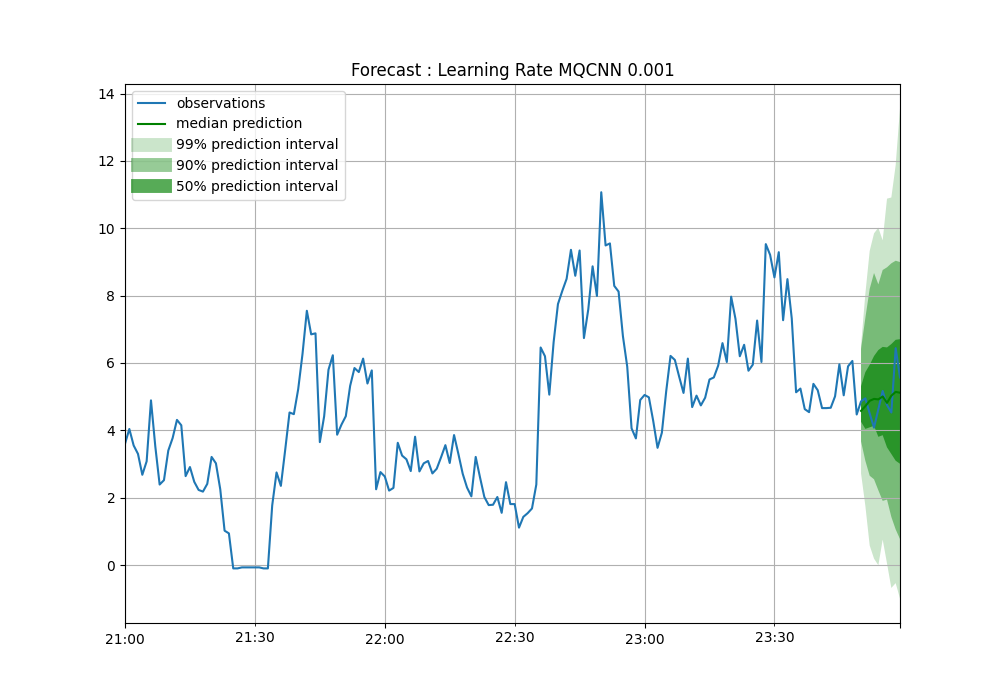 Forecast : Learning Rate MQCNN 0.001
observations
median prediction
99% prediction interval
90% prediction interval
50% prediction interval
14
12
10
8
6
4
2
0
21:00
21:30
22:00
22:30
23:00
23:30